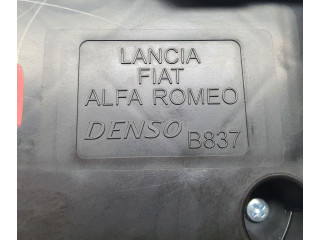 LANCIA
FIAT
ALFA ROMEO
DENSO B837